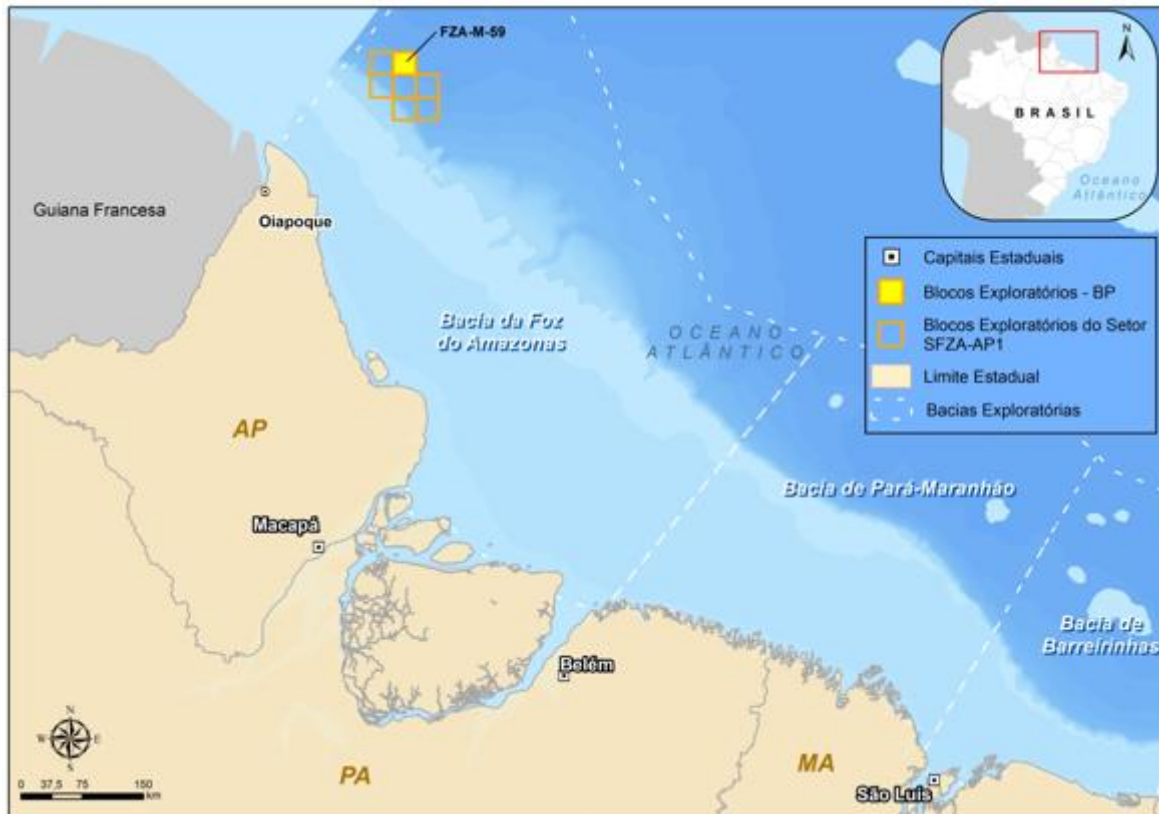 FZA-M-59
N
BRASIL
Oceano
Atlântico
Guiana Francesa
Oiapoque
Capitais Estaduais
Blocos Exploratórios - BP
Blocos Exploratórios do Setor
SFZA-AP1
Limite Estadual
Bacias Exploratórias
Bacia da Foz
do Amazonas
OCEANO
ATLÂNTICO
AP
Bacia de Pará-Maranhão
Macapá
Bacia de
Barreirinhas
Belém
N
W E
S
PA
MA
São Luís
0 37,5 75 150
km